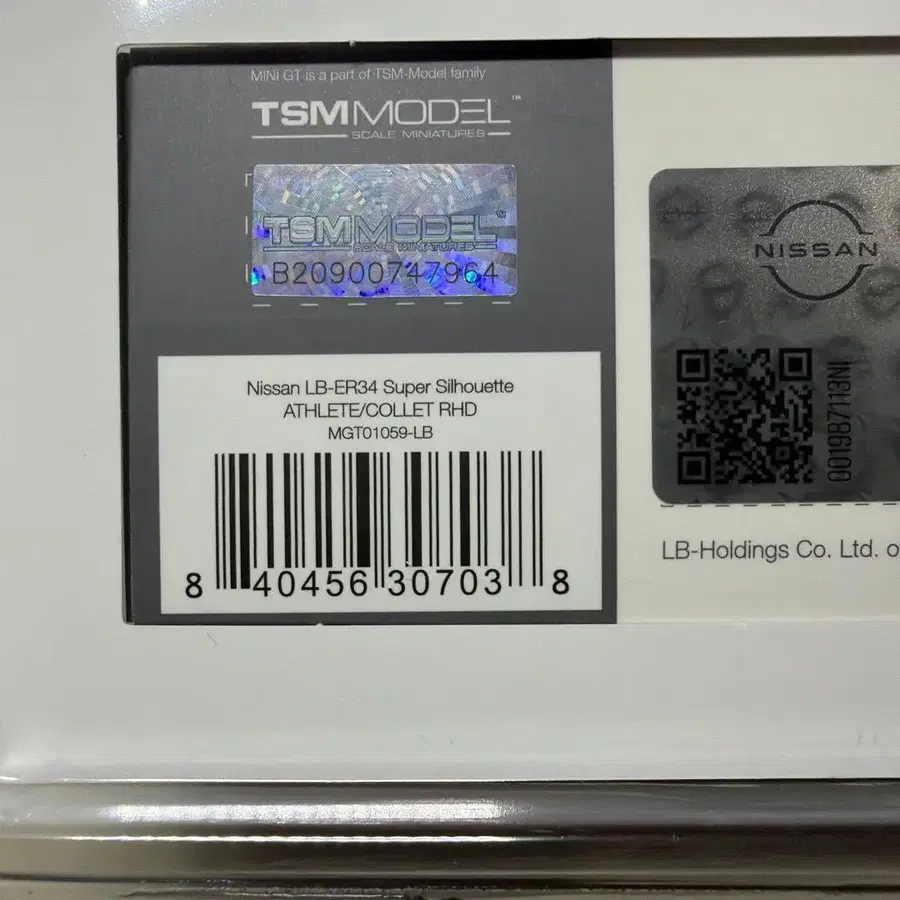 MINI GT is a part of TSM-Model family
TSMMODEL™
SCALE MINIATURES
TSMMODEL™
SCALE MINIATURES
B20900747964
Nissan LB-ER34 Super Silhouette
ATHLETE/COLLET RHD
MGT01059-LB
8 40456 30703 8
NISSAN
001987113NI
LB-Holdings Co. Ltd.